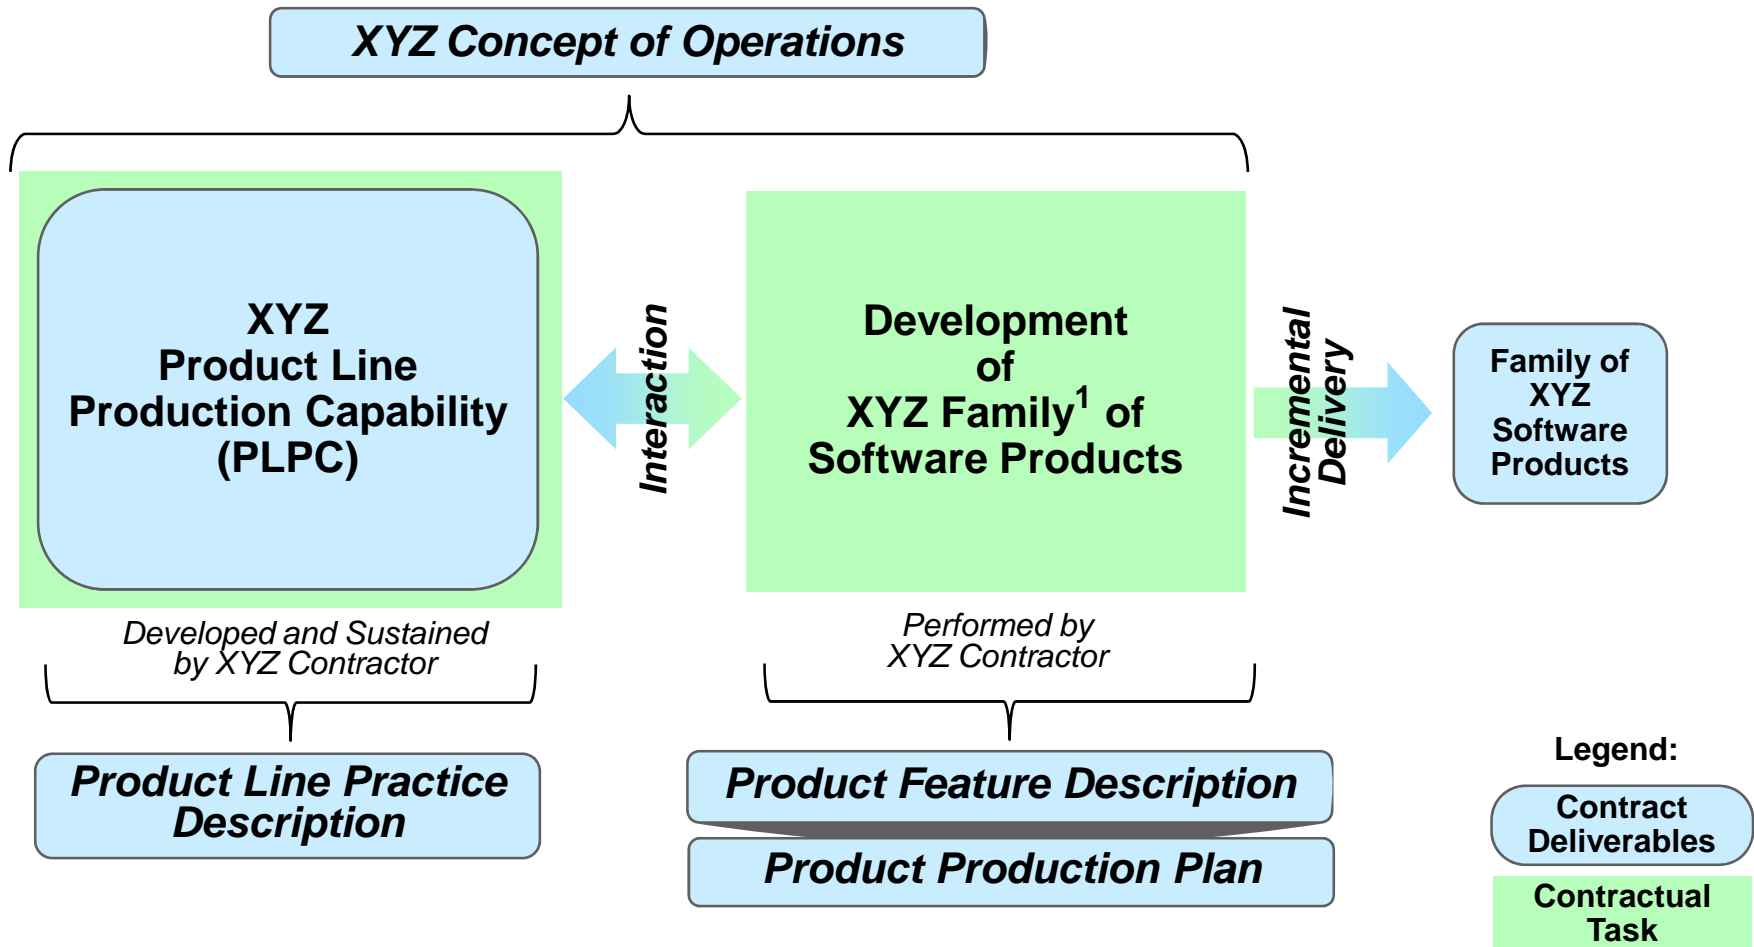 XYZ Concept of Operations
XYZ
Product Line
Production Capability
(PLPC)
Interaction
Development
of
XYZ Family1 of
Software Products
Incremental
Delivery
Family of
XYZ
Software
Products
Developed and Sustained
by XYZ Contractor
Performed by
XYZ Contractor
Product Line Practice
Description
Product Feature Description
Product Production Plan
Legend:
Contract
Deliverables
Contractual
Task